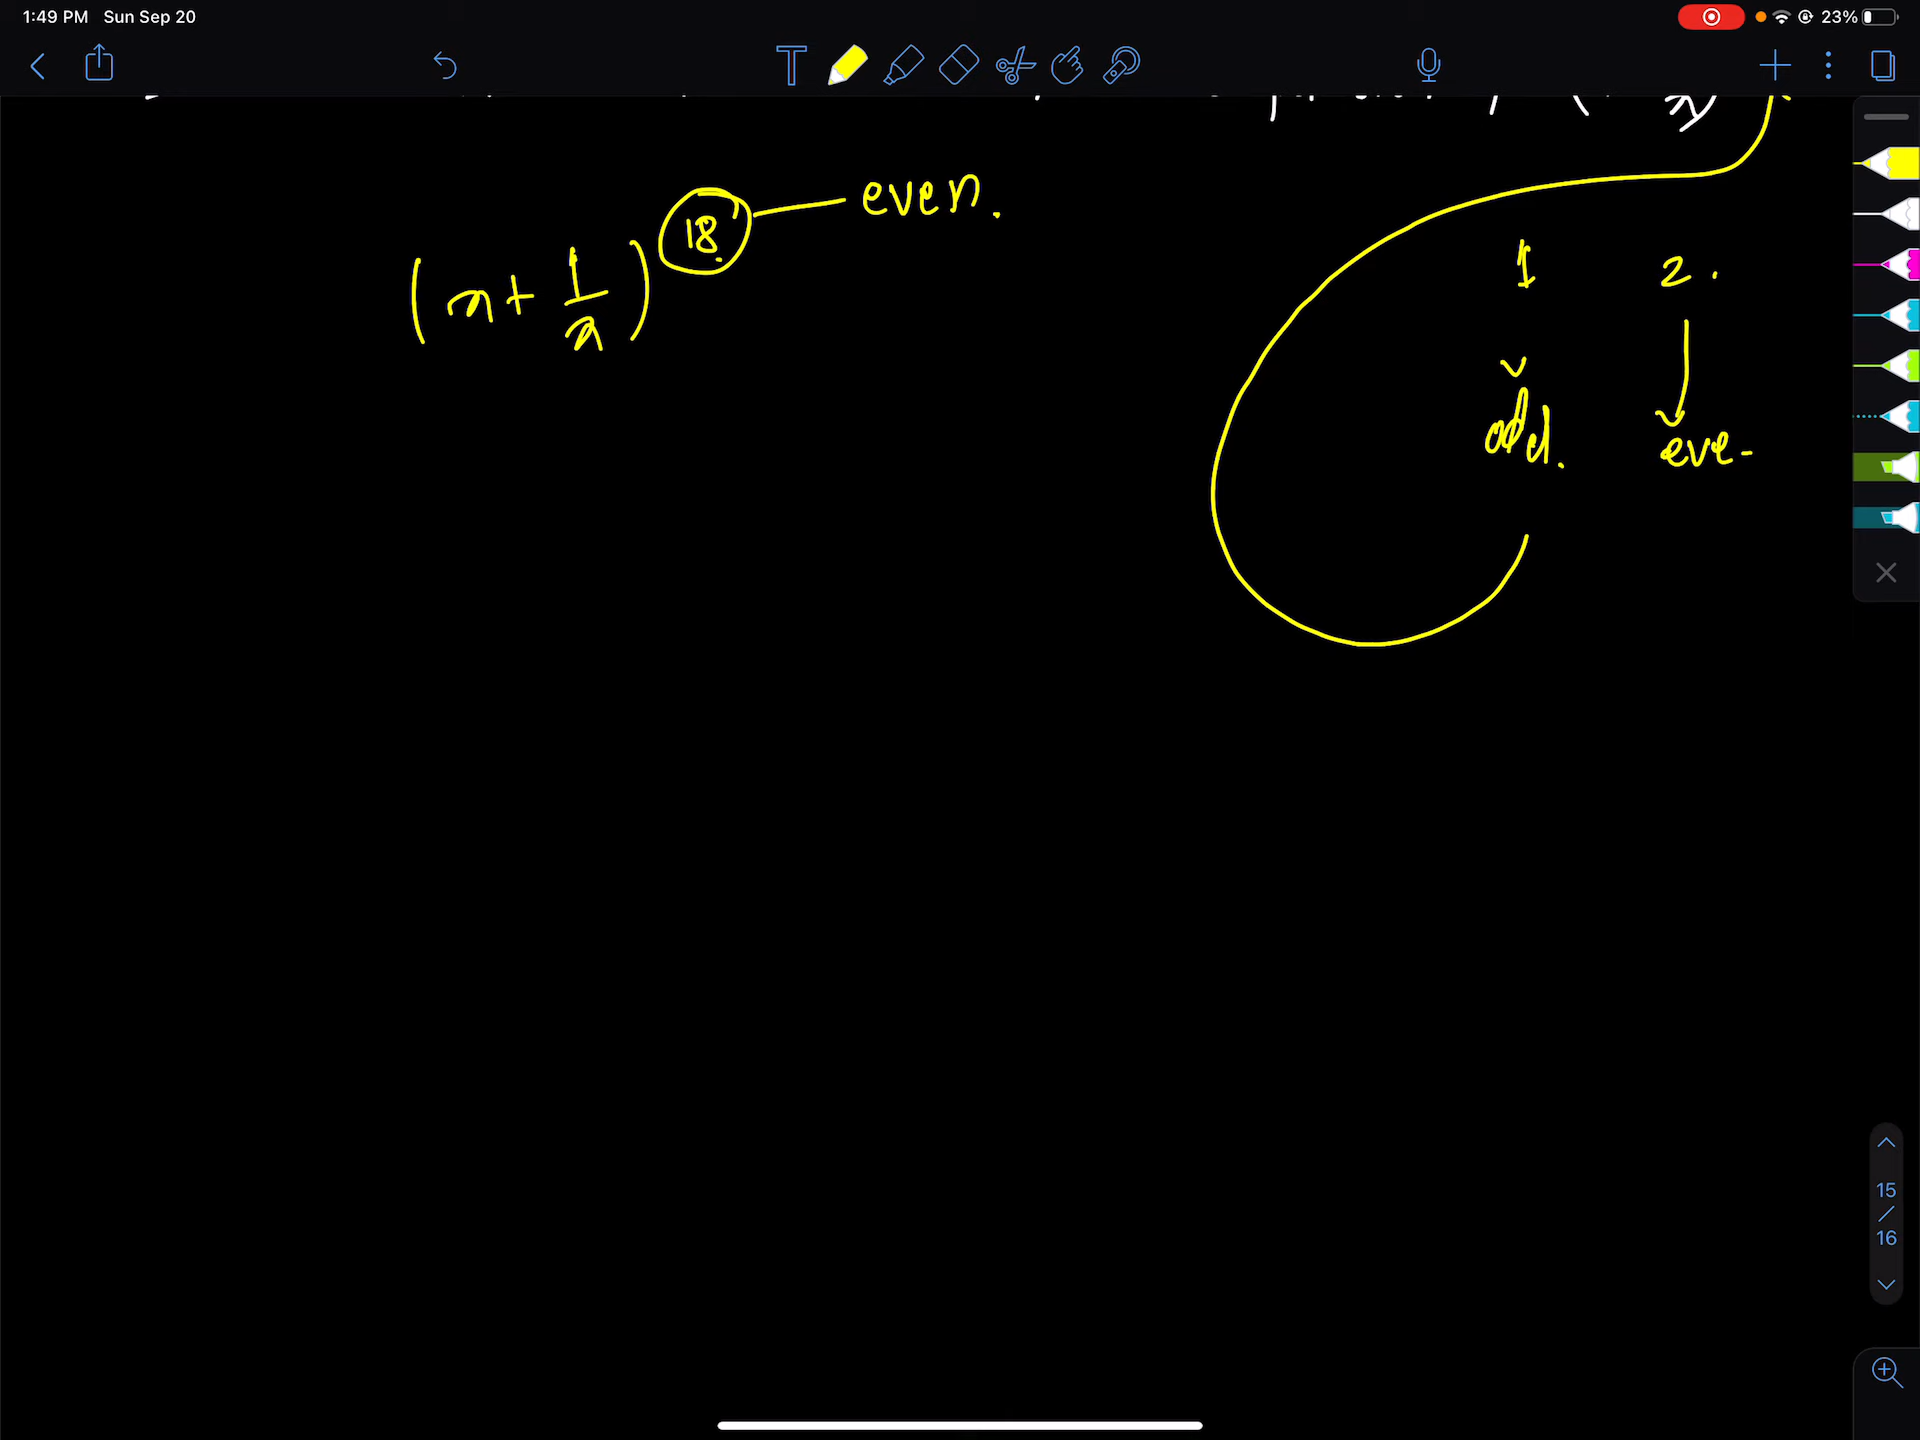 1:49 PM Sun Sep 20
23%
(x + 1/x)^18 — even.
1 2.
odd. eve-
15
/
16